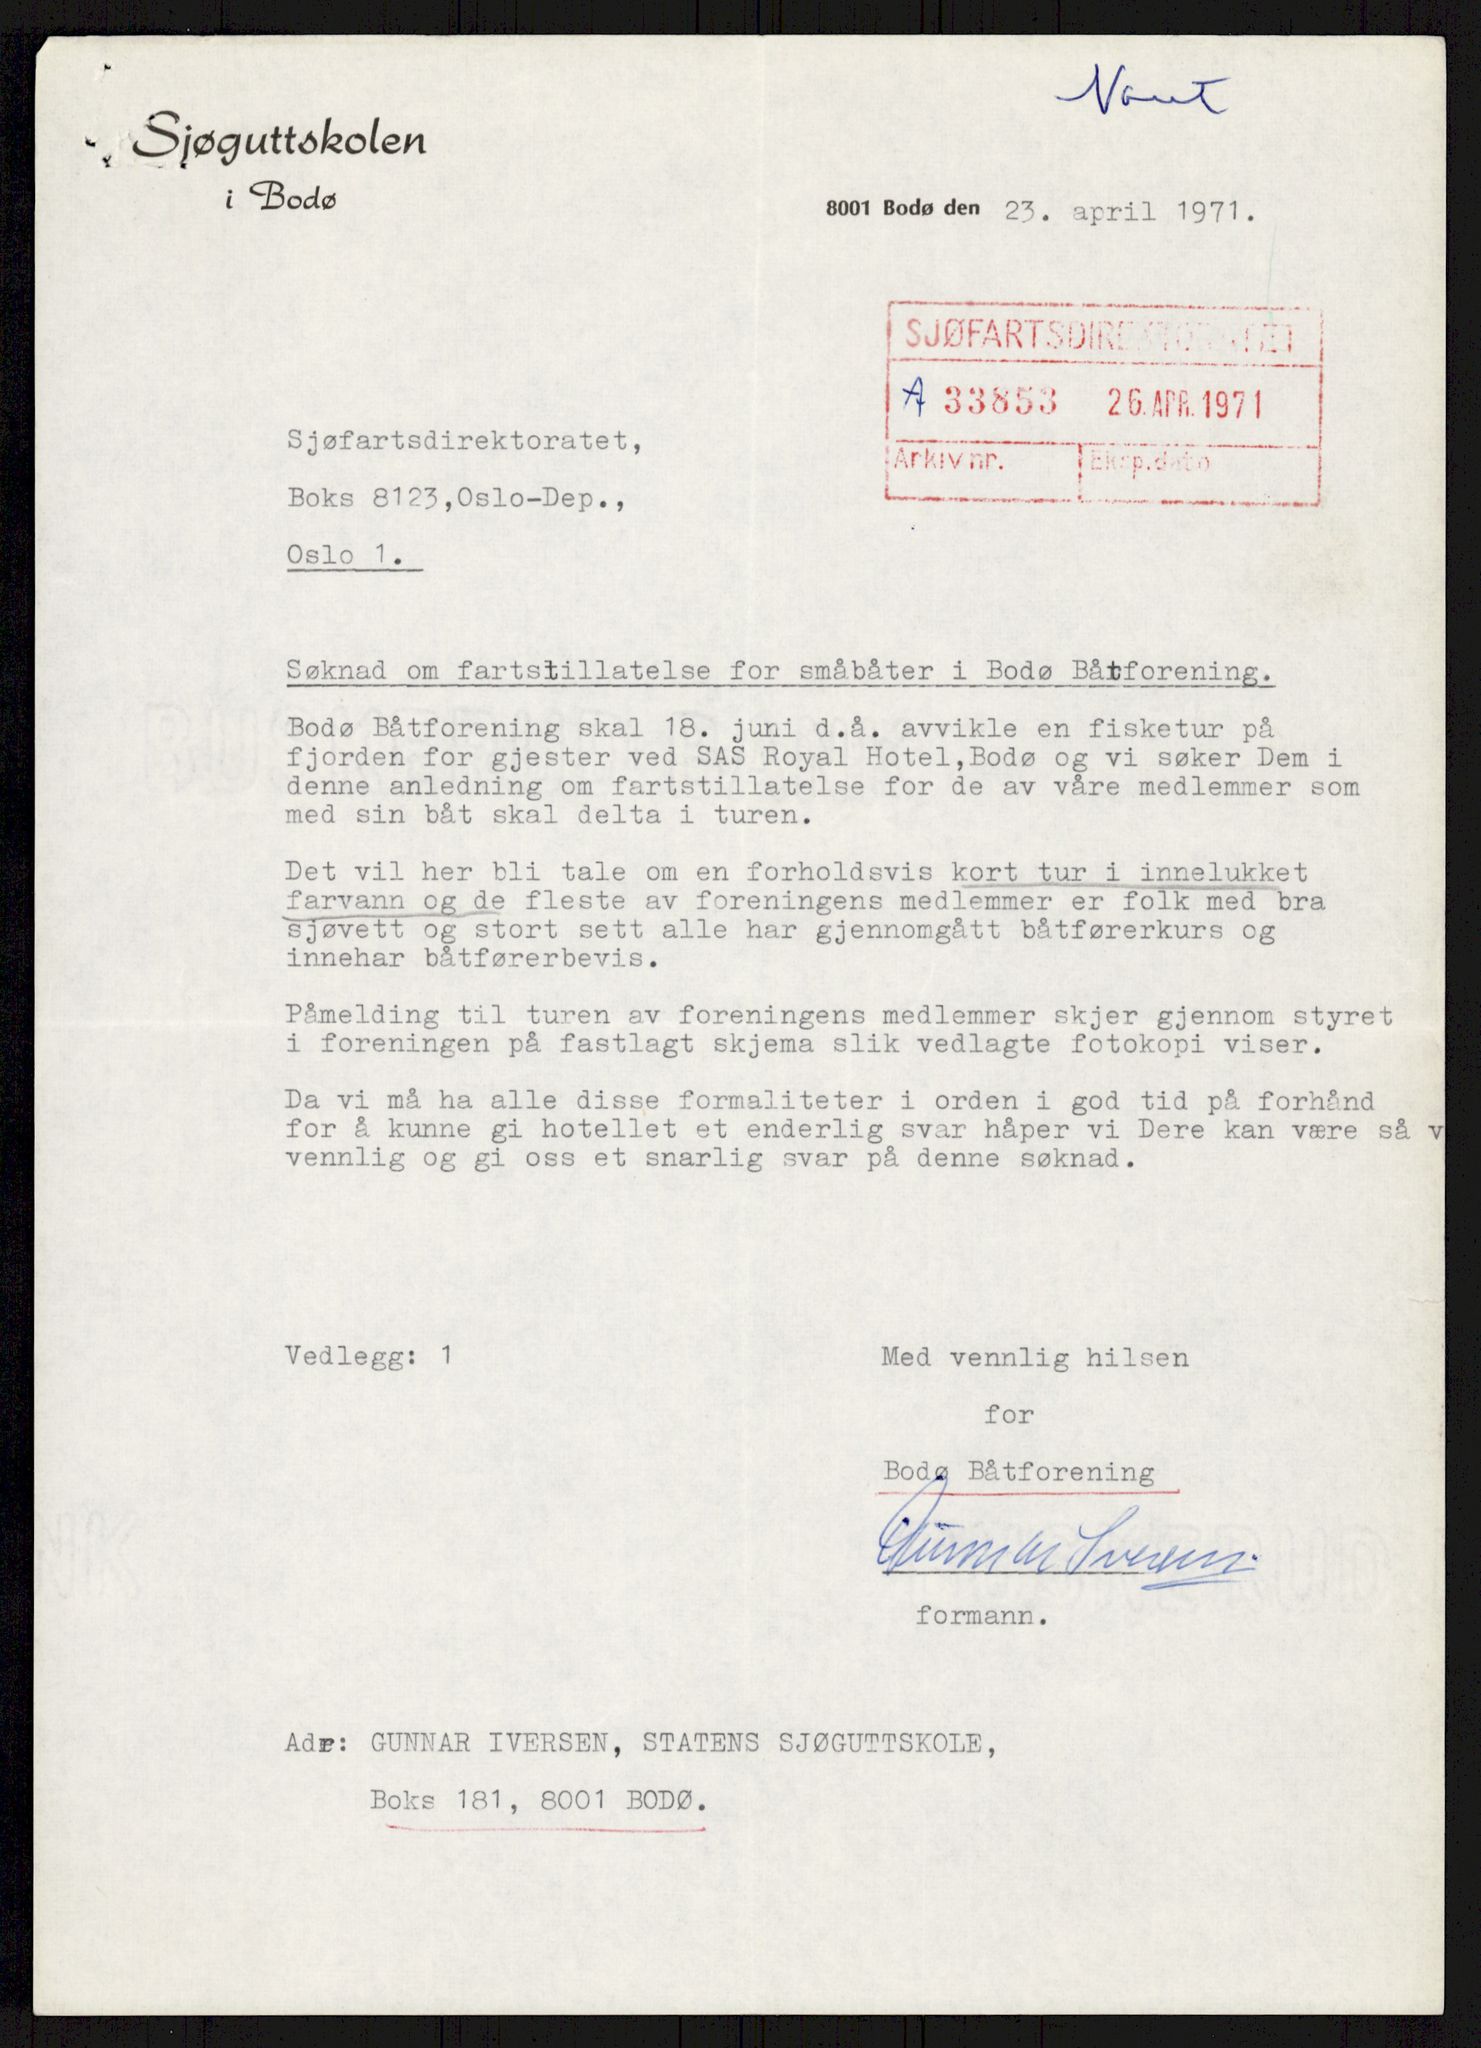 Naut
Sjøguttskolen
i Bodø
8001 Bodø den 23. april 1971.
SJØFARTSDIREKTORATET
A 33853 26. APR. 1971
Arkiv nr. Eksp. dato
Sjøfartsdirektoratet,
Boks 8123,Oslo-Dep.,
Oslo 1.
Søknad om fartstillatelse for småbåter i Bodø Båtforening.
Bodø Båtforening skal 18. juni d.å. avvikle en fisketur på
fjorden for gjester ved SAS Royal Hotel,Bodø og vi søker Dem i
denne anledning om fartstillatelse for de av våre medlemmer som
med sin båt skal delta i turen.
Det vil her bli tale om en forholdsvis kort tur i innelukket
farvann og de fleste av foreningens medlemmer er folk med bra
sjøvett og stort sett alle har gjennomgått båtførerkurs og
innehar båtførerbevis.
Påmelding til turen av foreningens medlemmer skjer gjennom styret
i foreningen på fastlagt skjema slik vedlagte fotokopi viser.
Da vi må ha alle disse formaliteter i orden i god tid på forhånd
for å kunne gi hotellet et enderlig svar håper vi Dere kan være så v
vennlig og gi oss et snarlig svar på denne søknad.
Vedlegg: 1
Med vennlig hilsen
for
Bodø Båtforening
Gunnar Iversen
formann.
Adr: GUNNAR IVERSEN, STATENS SJØGUTTSKOLE,
Boks 181, 8001 BODØ.